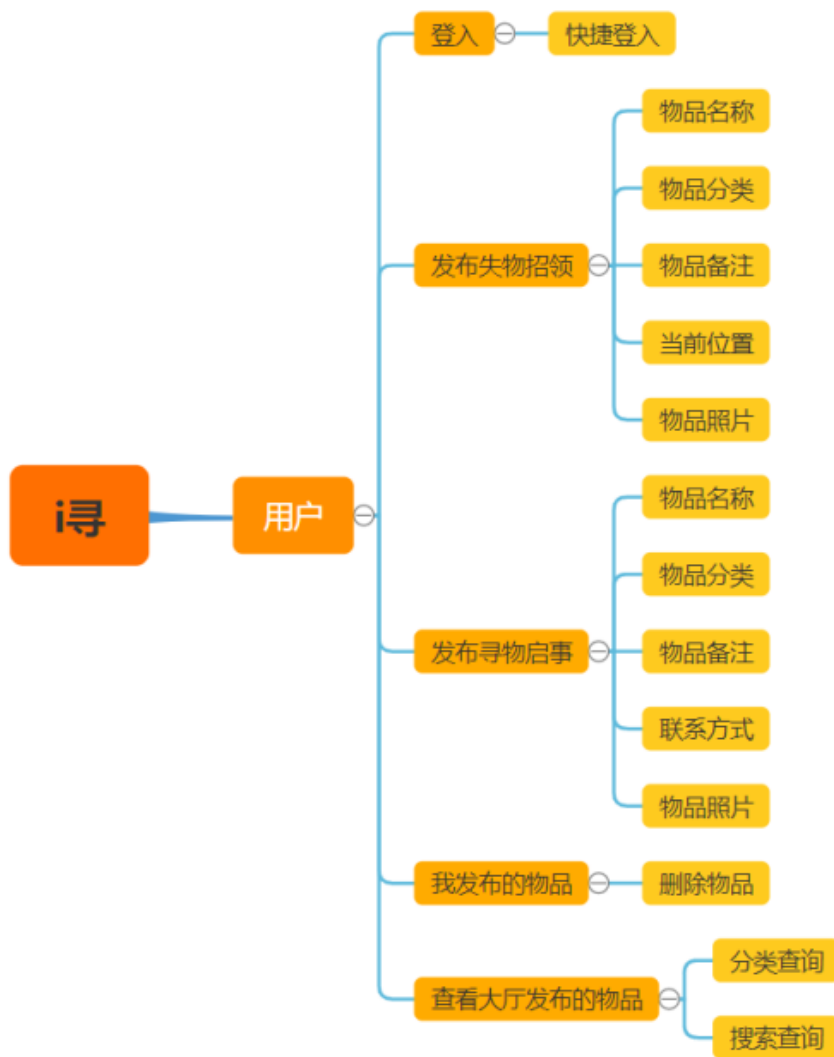 i寻
用户
登入
快捷登入
发布失物招领
物品名称
物品分类
物品备注
当前位置
物品照片
发布寻物启事
物品名称
物品分类
物品备注
联系方式
物品照片
我发布的物品
删除物品
查看大厅发布的物品
分类查询
搜索查询